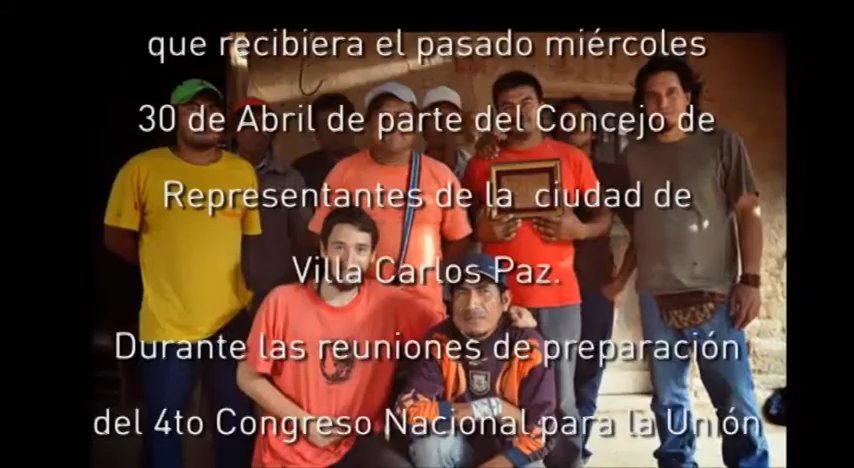 que recibiera el pasado miércoles
30 de Abril de parte del Concejo de
Representantes de la ciudad de
Villa Carlos Paz.
Durante las reuniones de preparación
del 4to Congreso Nacional para la Unión